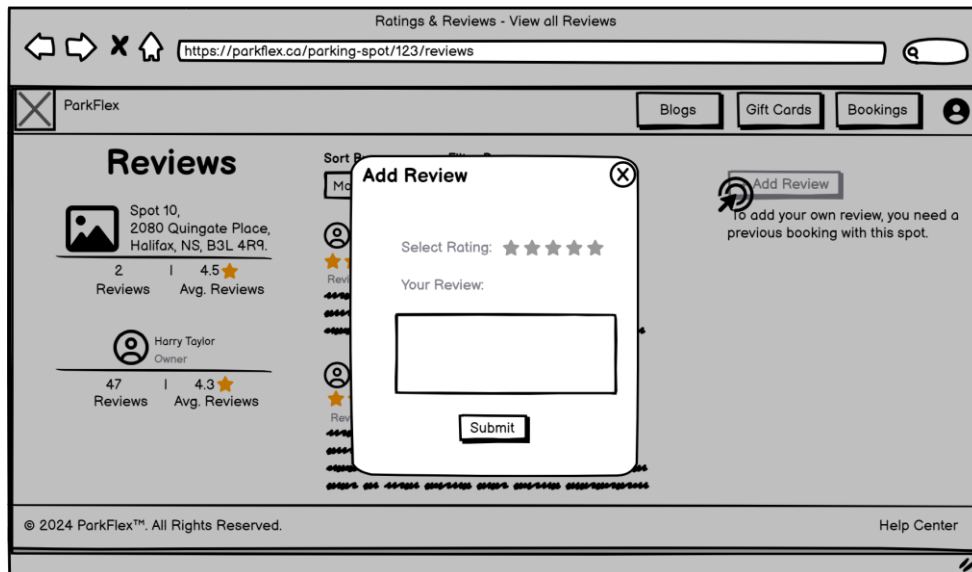 Ratings & Reviews - View all Reviews
https://parkflex.ca/parking-spot/123/reviews
ParkFlex
Blogs
Gift Cards
Bookings
Reviews
Spot 10,
2080 Quingate Place,
Halifax, NS, B3L 4R9.
2 | 4.5
Reviews Avg. Reviews
Harry Taylor
Owner
47 | 4.3
Reviews Avg. Reviews
Sort
Add Review
Select Rating:
Your Review:
Submit
Add Review
To add your own review, you need a
previous booking with this spot.
© 2024 ParkFlex™. All Rights Reserved.
Help Center